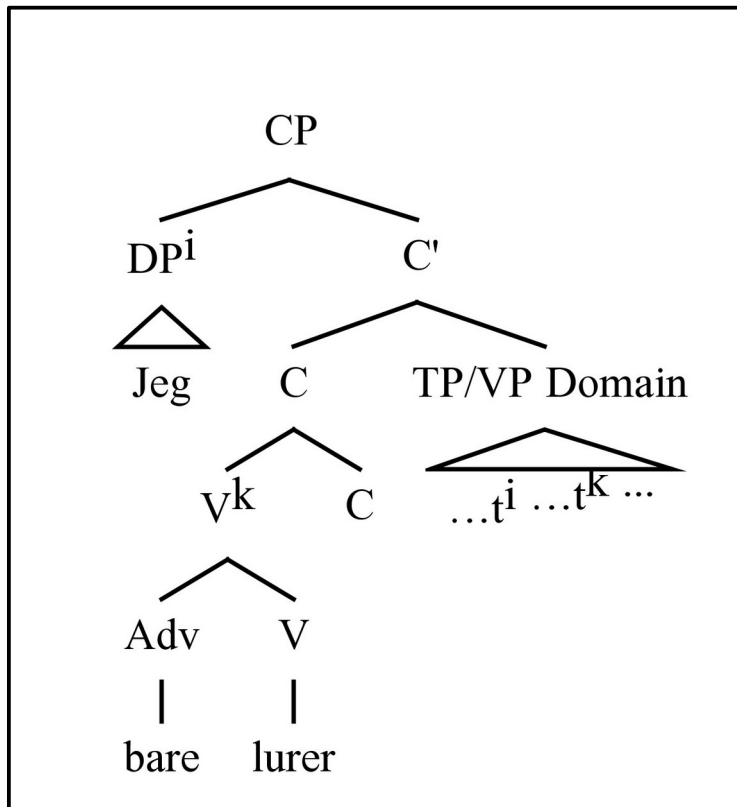 CP
DPⁱ C'
Jeg C TP/VP Domain
Vᵏ C …tⁱ …tᵏ ...
Adv V
bare lurer